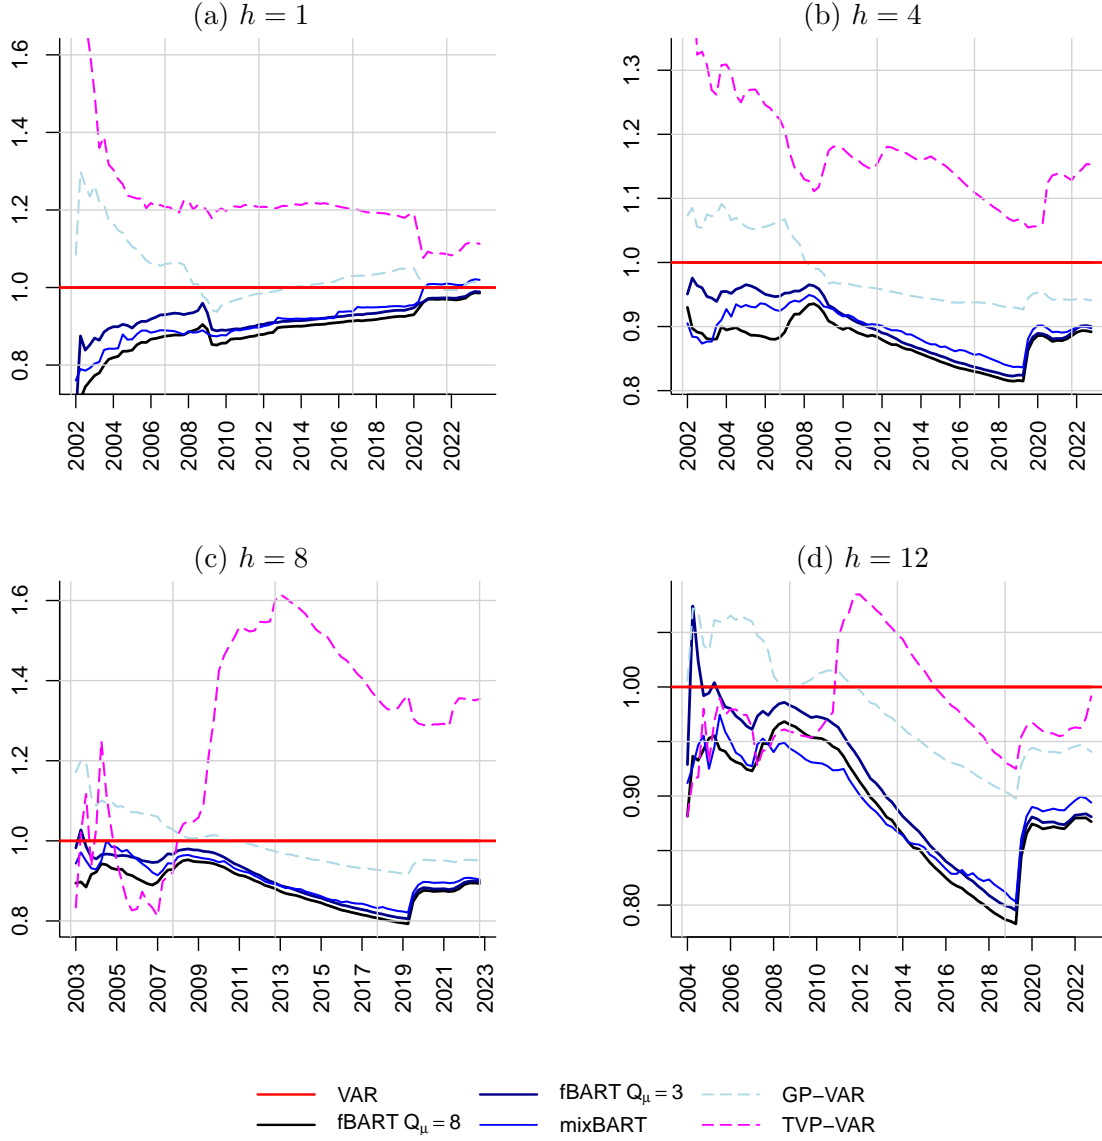 (a) h = 1
(b) h = 4
1.6
1.4
1.2
1.0
0.8
1.3
1.2
1.1
1.0
0.9
0.8
2002 2004 2006 2008 2010 2012 2014 2016 2018 2020 2022
2002 2004 2006 2008 2010 2012 2014 2016 2018 2020 2022
(c) h = 8
(d) h = 12
1.6
1.4
1.2
1.0
0.8
1.00
0.90
0.80
2003 2005 2007 2009 2011 2013 2015 2017 2019 2021 2023
2004 2006 2008 2010 2012 2014 2016 2018 2020 2022
VAR
fBART Qμ = 3
GP−VAR
fBART Qμ = 8
mixBART
TVP−VAR